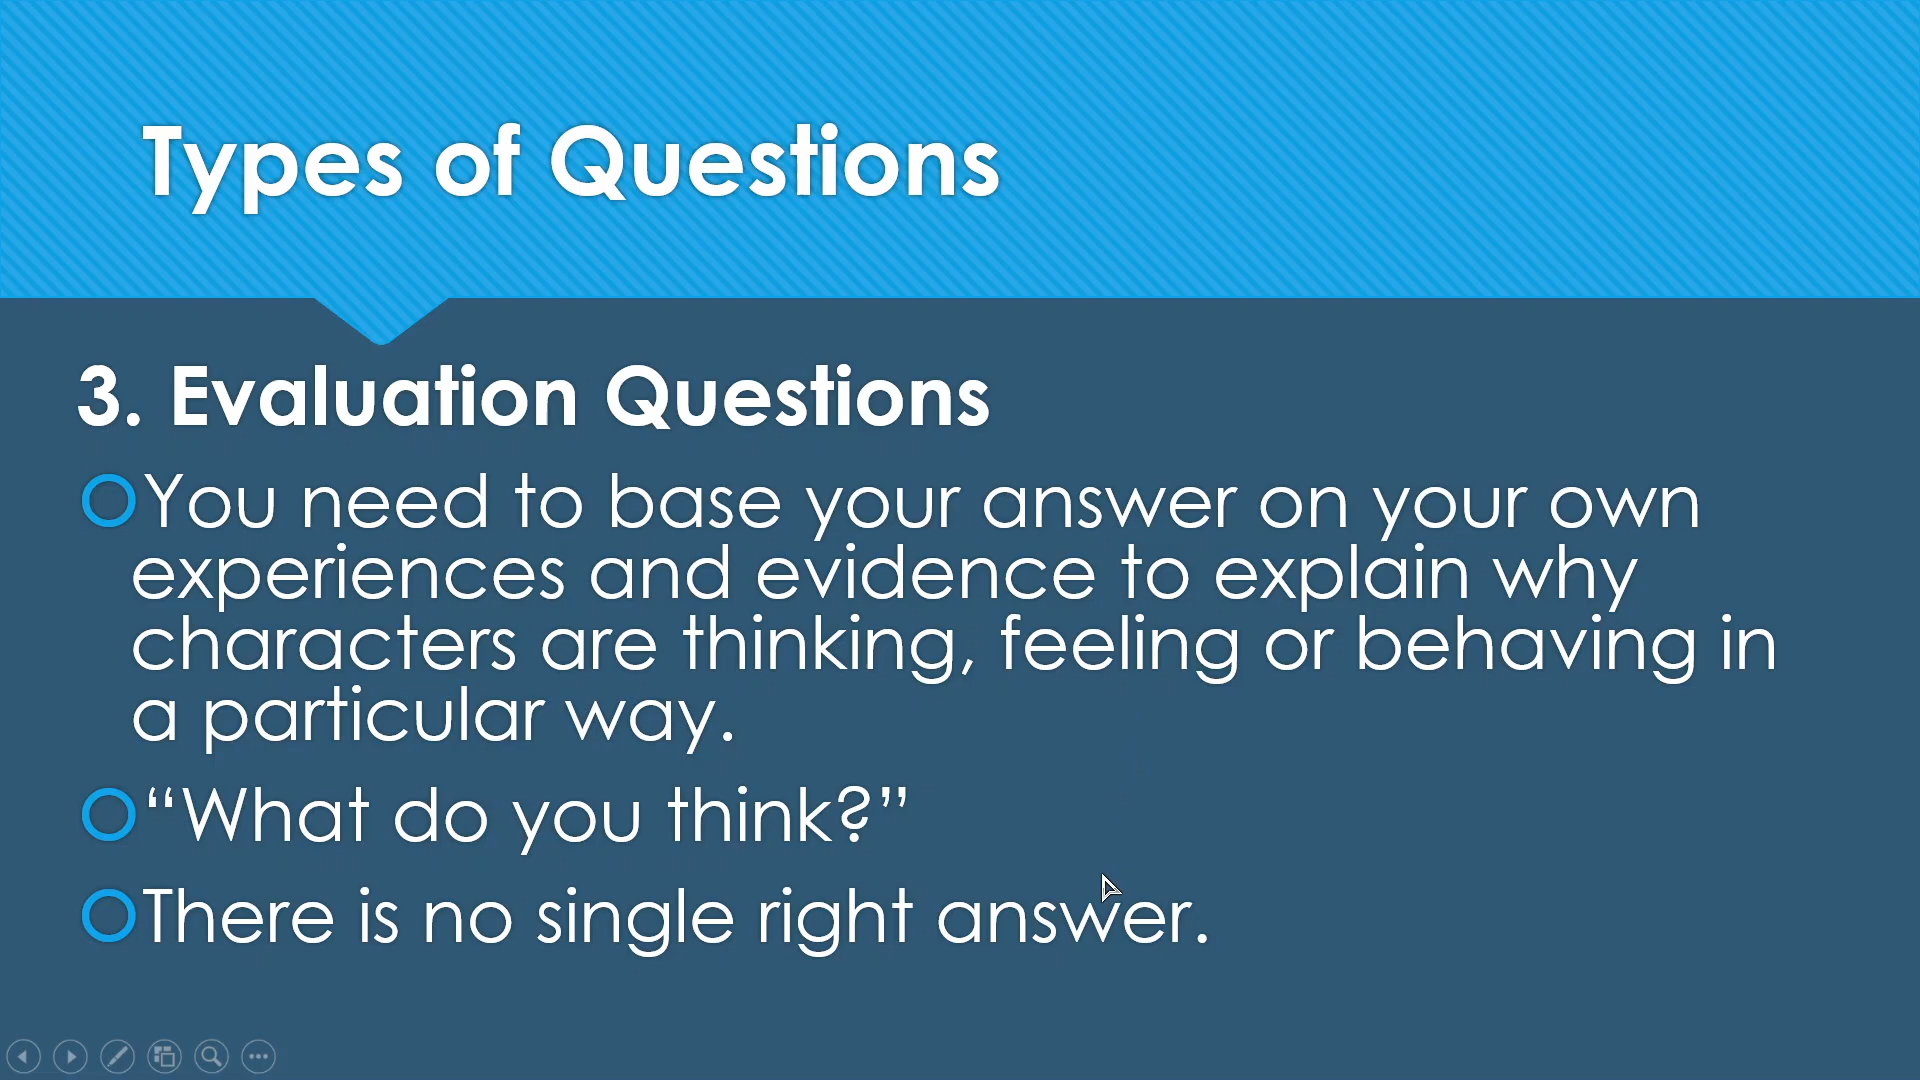 Types of Questions
3. Evaluation Questions
You need to base your answer on your own
experiences and evidence to explain why
characters are thinking, feeling or behaving in
a particular way.
“What do you think?”
There is no single right answer.